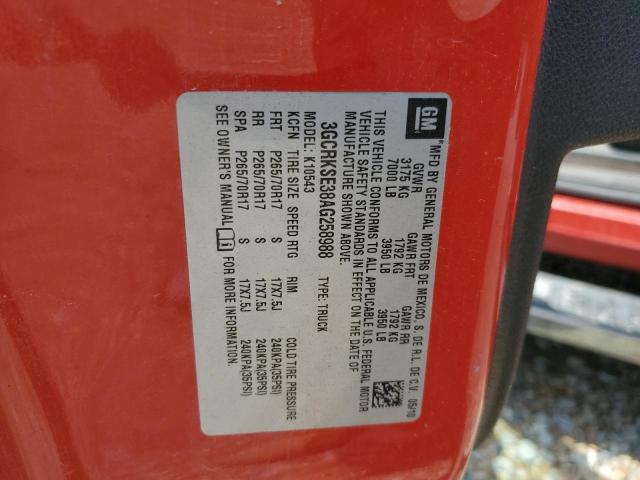 GM
MFD BY GENERAL MOTORS DE MEXICO, S. DE R.L. DE C.V. 05/10
GVWR GAWR FRT GAWR RR
3175 KG 1792 KG 1792 KG
7000 LB 3950 LB 3950 LB
THIS VEHICLE CONFORMS TO ALL APPLICABLE U.S. FEDERAL MOTOR
VEHICLE SAFETY STANDARDS IN EFFECT ON THE DATE OF
MANUFACTURE SHOWN ABOVE.
3GCRKSE38AG258988 TYPE: TRUCK
MODEL: K10543
KCFN TIRE SIZE SPEED RTG RIM COLD TIRE PRESSURE
FRT P265/70R17 S 17X7.5J 240KPA(35PSI)
RR P265/70R17 S 17X7.5J 240KPA(35PSI)
SPA P265/70R17 S 17X7.5J 240KPA(35PSI)
SEE OWNER'S MANUAL FOR MORE INFORMATION.